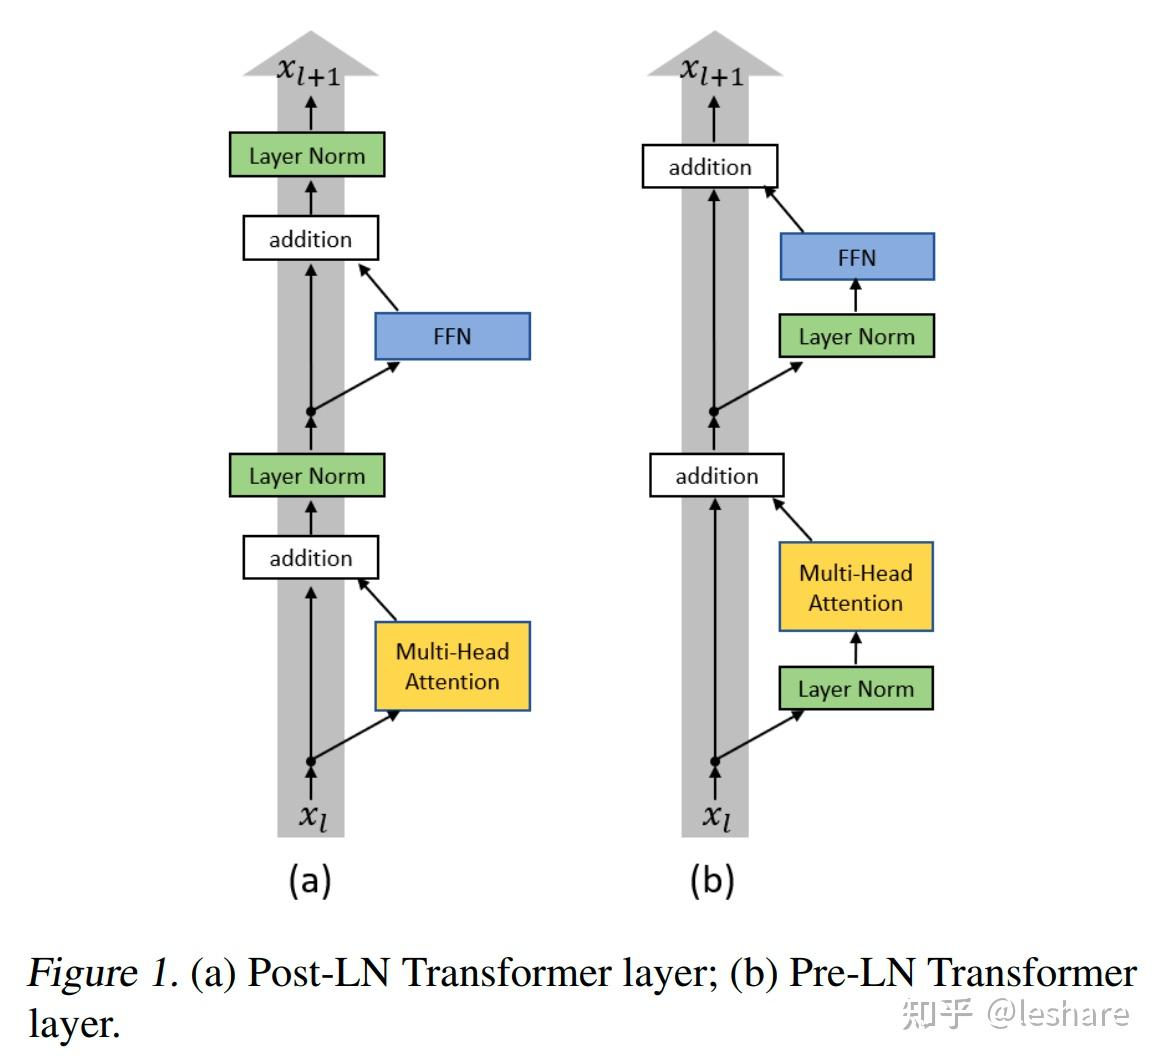 x_{l+1}
Layer Norm
addition
FFN
Layer Norm
addition
Multi-Head
Attention
x_l
(a)
x_{l+1}
addition
FFN
Layer Norm
addition
Multi-Head
Attention
Layer Norm
x_l
(b)
Figure 1. (a) Post-LN Transformer layer; (b) Pre-LN Transformer
layer.
知乎 @leshare